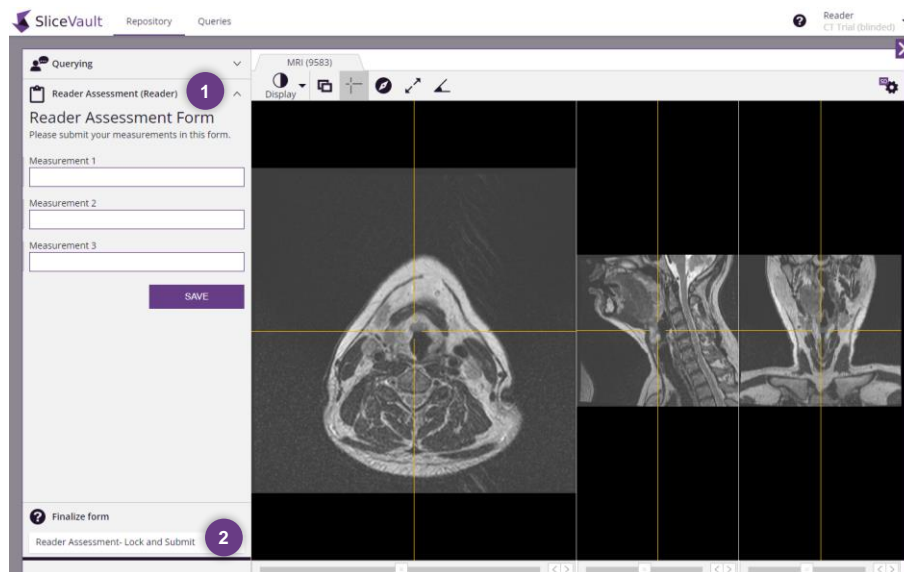 SliceVault
Repository
Queries
?
Reader
CT Trial (blinded)
Querying
MRI (9583)
Reader Assessment (Reader)
1
Display
Reader Assessment Form
Please submit your measurements in this form.
Measurement 1
Measurement 2
Measurement 3
SAVE
? Finalize form
Reader Assessment- Lock and Submit
2